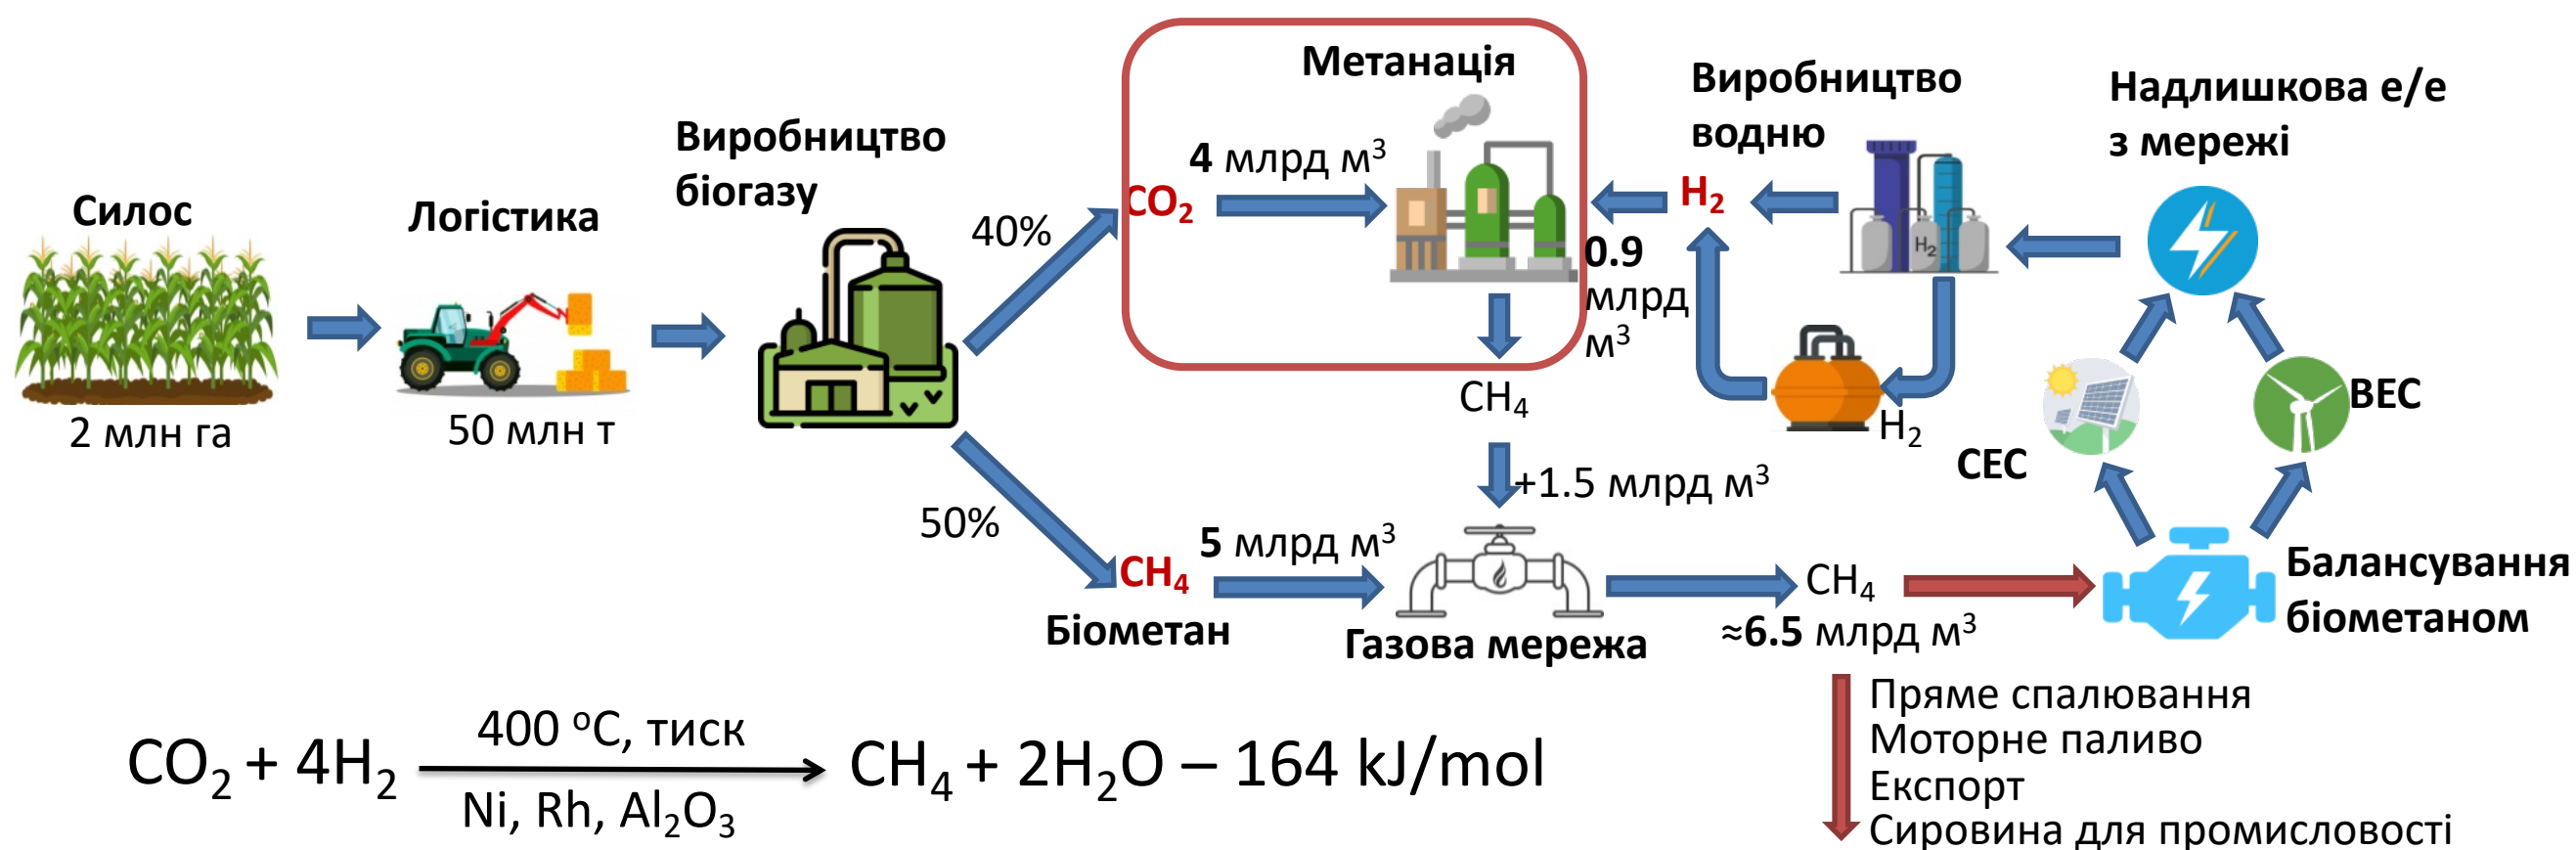 Силос
2 млн га
Логістика
50 млн т
Виробництво
біогазу
40%
50%
Метанація
CO₂
4 млрд м³
CH₄
+1.5 млрд м³
H₂
0.9
млрд
м³
Виробництво
водню
H₂
H₂
Надлишкова е/е
з мережі
СЕС
ВЕС
CH₄
Біометан
5 млрд м³
Газова мережа
CH₄
≈6.5 млрд м³
Балансування
біометаном
Пряме спалювання
Моторне паливо
Експорт
Сировина для промисловості
400 °C, тиск
CO₂ + 4H₂ → CH₄ + 2H₂O – 164 kJ/mol
Ni, Rh, Al₂O₃